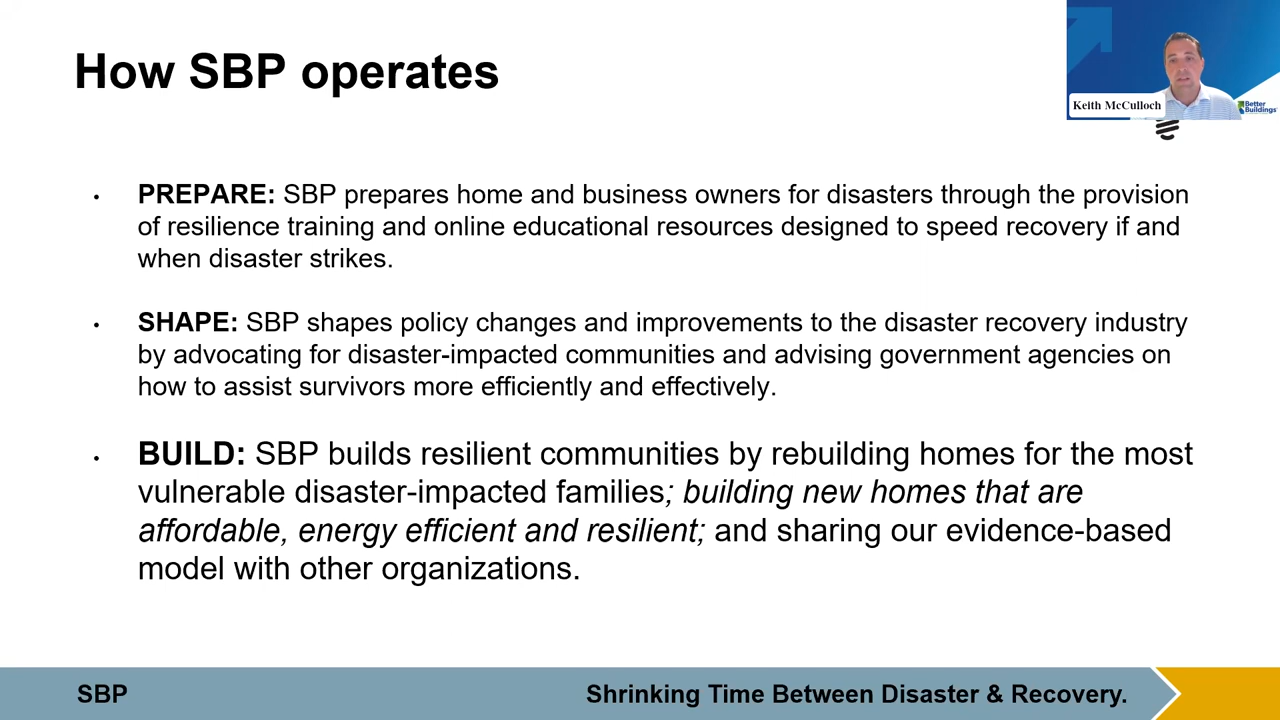 How SBP operates
Keith McCulloch
Better
Buildings
• PREPARE: SBP prepares home and business owners for disasters through the provision
of resilience training and online educational resources designed to speed recovery if and
when disaster strikes.
• SHAPE: SBP shapes policy changes and improvements to the disaster recovery industry
by advocating for disaster-impacted communities and advising government agencies on
how to assist survivors more efficiently and effectively.
• BUILD: SBP builds resilient communities by rebuilding homes for the most
vulnerable disaster-impacted families; building new homes that are
affordable, energy efficient and resilient; and sharing our evidence-based
model with other organizations.
SBP
Shrinking Time Between Disaster & Recovery.